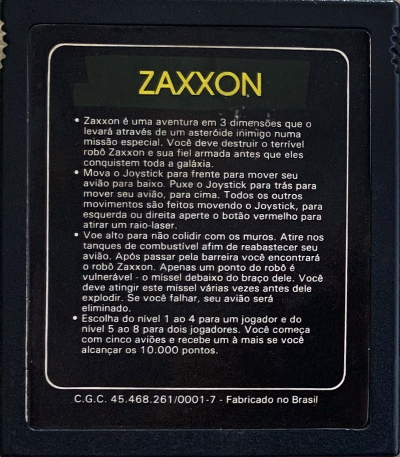 ZAXXON
• Zaxxon é uma aventura em 3 dimensões que o
levará através de um asteróide inimigo numa
missão especial. Você deve destruir o terrível
robô Zaxxon e sua fiel armada antes que eles
conquistem toda a galáxia.
• Mova o Joystick para frente para mover seu
avião para baixo. Puxe o Joystick para trás para
mover seu avião, para cima. Todos os outros
movimentos são feitos movendo o Joystick, para
esquerda ou direita aperte o botão vermelho para
atirar um raio-laser.
• Voe alto para não colidir com os muros. Atire nos
tanques de combustível afim de reabastecer seu
avião. Após passar pela barreira você encontrará
o robô Zaxxon. Apenas um ponto do robô é
vulnerável - o missel debaixo do braço dele. Você
deve atingir este míssel várias vezes antes dele
explodir. Se você falhar, seu avião será
eliminado.
• Escolha do nível 1 ao 4 para um jogador e do
nível 5 ao 8 para dois jogadores. Você começa
com cinco aviões e recebe um à mais se você
alcançar os 10.000 pontos.
C.G.C. 45.468.261/0001-7 - Fabricado no Brasil